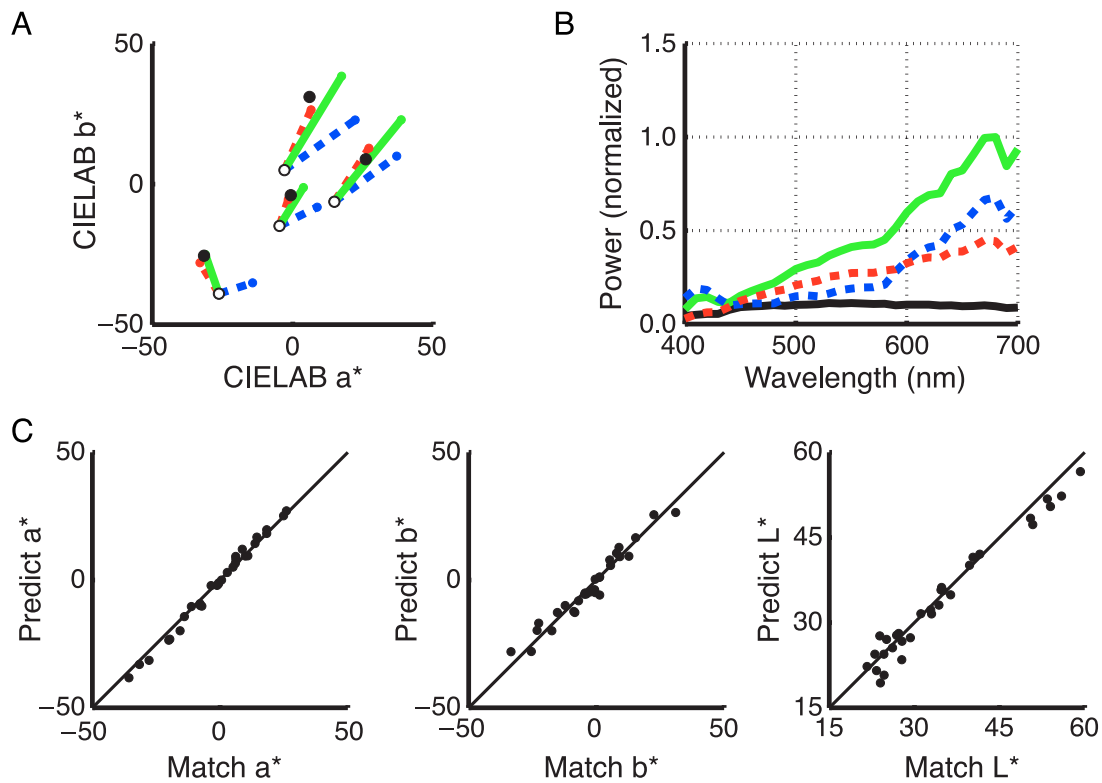 A
50
0
−50
CIELAB b*
−50
0
50
CIELAB a*
B
1.5
1.0
0.5
0.0
Power (normalized)
400
500
600
700
Wavelength (nm)
C
50
0
−50
Predict a*
−50
0
50
Match a*
50
0
−50
Predict b*
−50
0
50
Match b*
60
45
30
15
Predict L*
15
30
45
60
Match L*